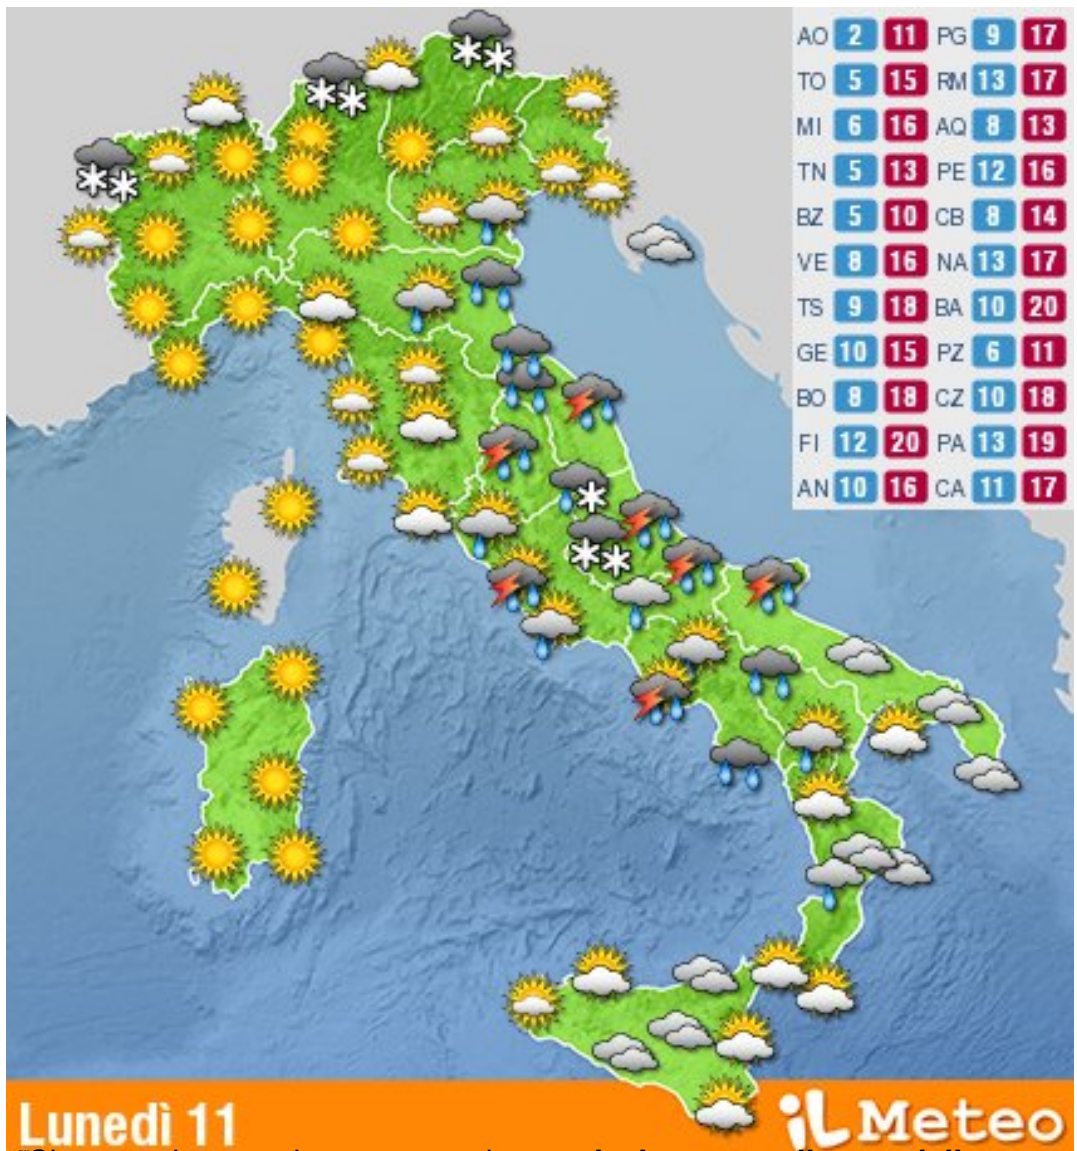 AO 2 11 PG 9 17
TO 5 15 RM 13 17
MI 6 16 AQ 8 13
TN 5 13 PE 12 16
BZ 5 10 CB 8 14
VE 8 16 NA 13 17
TS 9 18 BA 10 20
GE 10 15 PZ 6 11
BO 8 18 CZ 10 18
FI 12 20 PA 13 19
AN 10 16 CA 11 17
Lunedì 11
iL Meteo